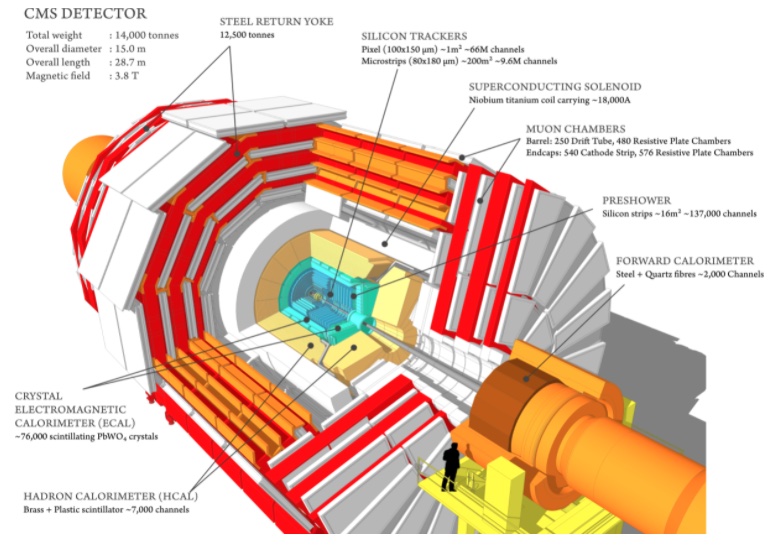 CMS DETECTOR
Total weight : 14,000 tonnes
Overall diameter : 15.0 m
Overall length : 28.7 m
Magnetic field : 3.8 T
STEEL RETURN YOKE
12,500 tonnes
SILICON TRACKERS
Pixel (100x150 μm) ~1m² ~66M channels
Microstrips (80x180 μm) ~200m² ~9.6M channels
SUPERCONDUCTING SOLENOID
Niobium titanium coil carrying ~18,000A
MUON CHAMBERS
Barrel: 250 Drift Tube, 480 Resistive Plate Chambers
Endcaps: 540 Cathode Strip, 576 Resistive Plate Chambers
PRESHOWER
Silicon strips ~16m² ~137,000 channels
FORWARD CALORIMETER
Steel + Quartz fibres ~2,000 Channels
CRYSTAL
ELECTROMAGNETIC
CALORIMETER (ECAL)
~76,000 scintillating PbWO₄ crystals
HADRON CALORIMETER (HCAL)
Brass + Plastic scintillator ~7,000 channels